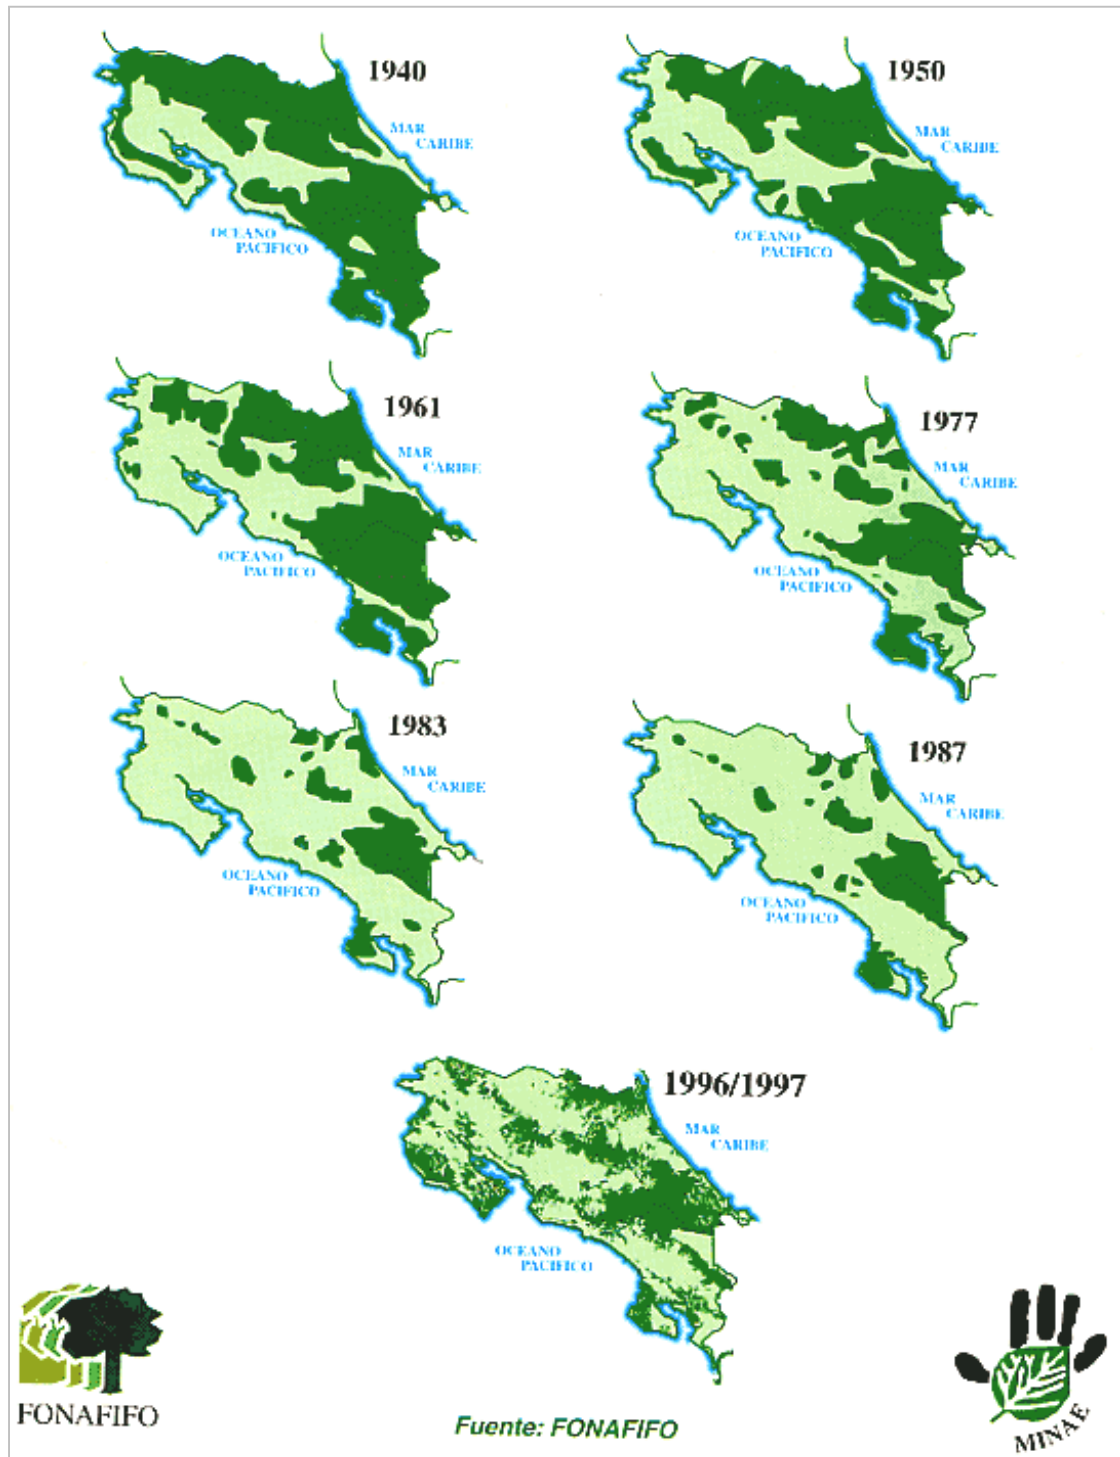 1940
MAR
CARIBE
OCEANO
PACIFICO
1950
MAR
CARIBE
OCEANO
PACIFICO
1961
MAR
CARIBE
OCEANO
PACIFICO
1977
MAR
CARIBE
OCEANO
PACIFICO
1983
MAR
CARIBE
OCEANO
PACIFICO
1987
MAR
CARIBE
OCEANO
PACIFICO
1996/1997
MAR
CARIBE
OCEANO
PACIFICO
FONAFIFO
Fuente: FONAFIFO
MINAE